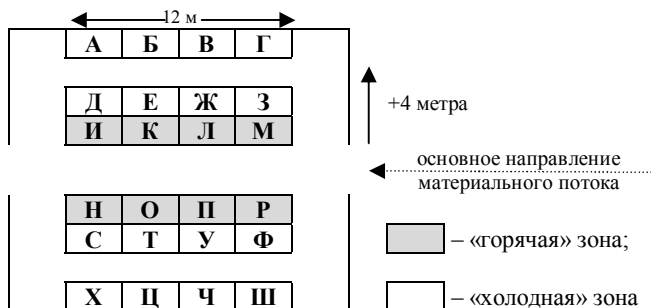 12 м
А Б В Г
Д Е Ж З
И К Л М
+4 метра
основное направление
материального потока
Н О П Р
С Т У Ф
– «горячая» зона;
Х Ц Ч Ш
– «холодная» зона